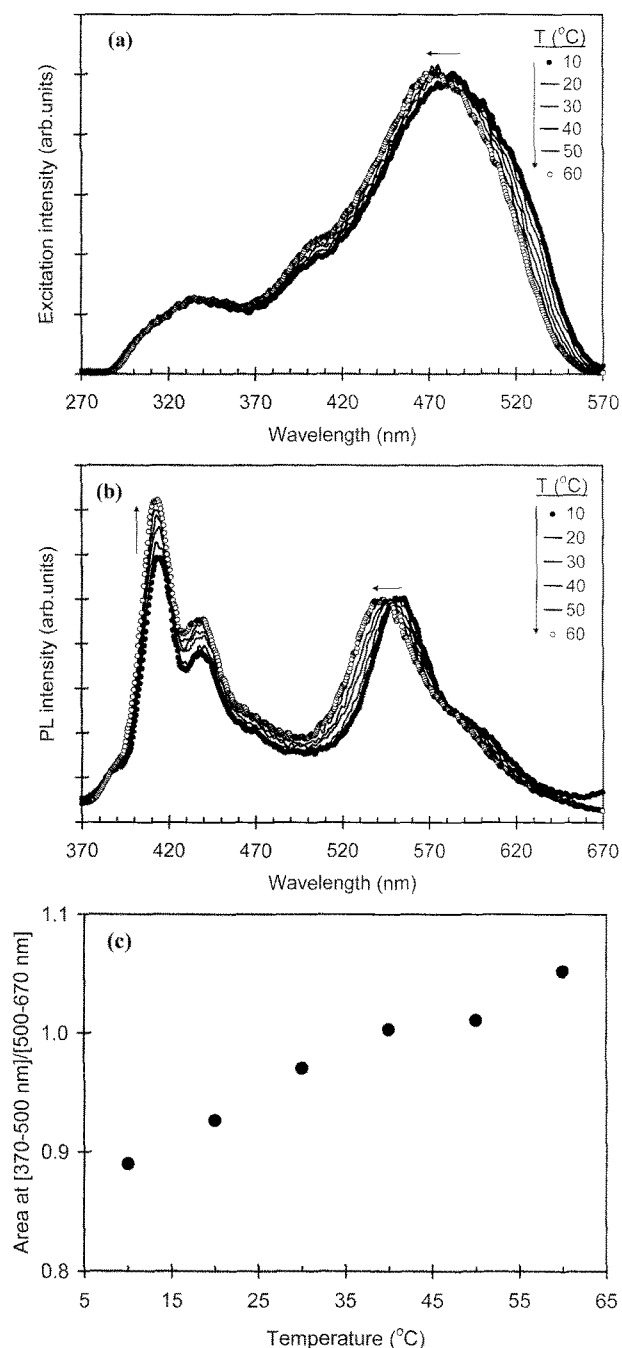 (a)
T (°C)
● 10
— 20
— 30
— 40
— 50
○ 60
Excitation intensity (arb.units)
270 320 370 420 470 520 570
Wavelength (nm)
(b)
T (°C)
● 10
— 20
— 30
— 40
— 50
○ 60
PL intensity (arb.units)
370 420 470 520 570 620 670
Wavelength (nm)
(c)
1.1
1.0
0.9
0.8
Area at [370-500 nm]/[500-670 nm]
5 15 25 35 45 55 65
Temperature (°C)